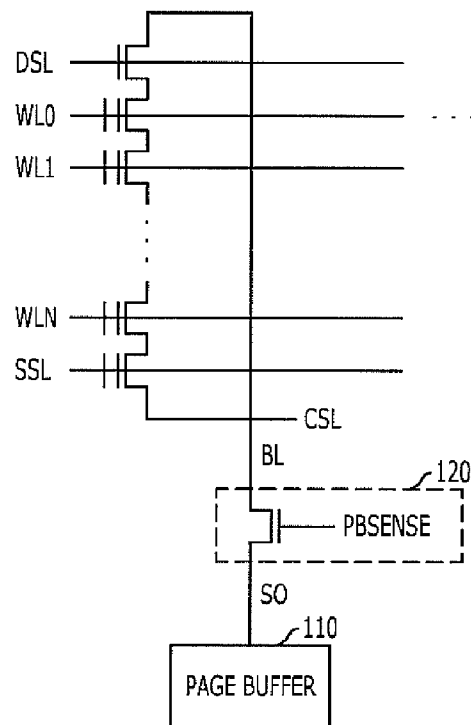 DSL
WL0
WL1
WLN
SSL
CSL
BL
120
PBSENSE
SO
110
PAGE BUFFER